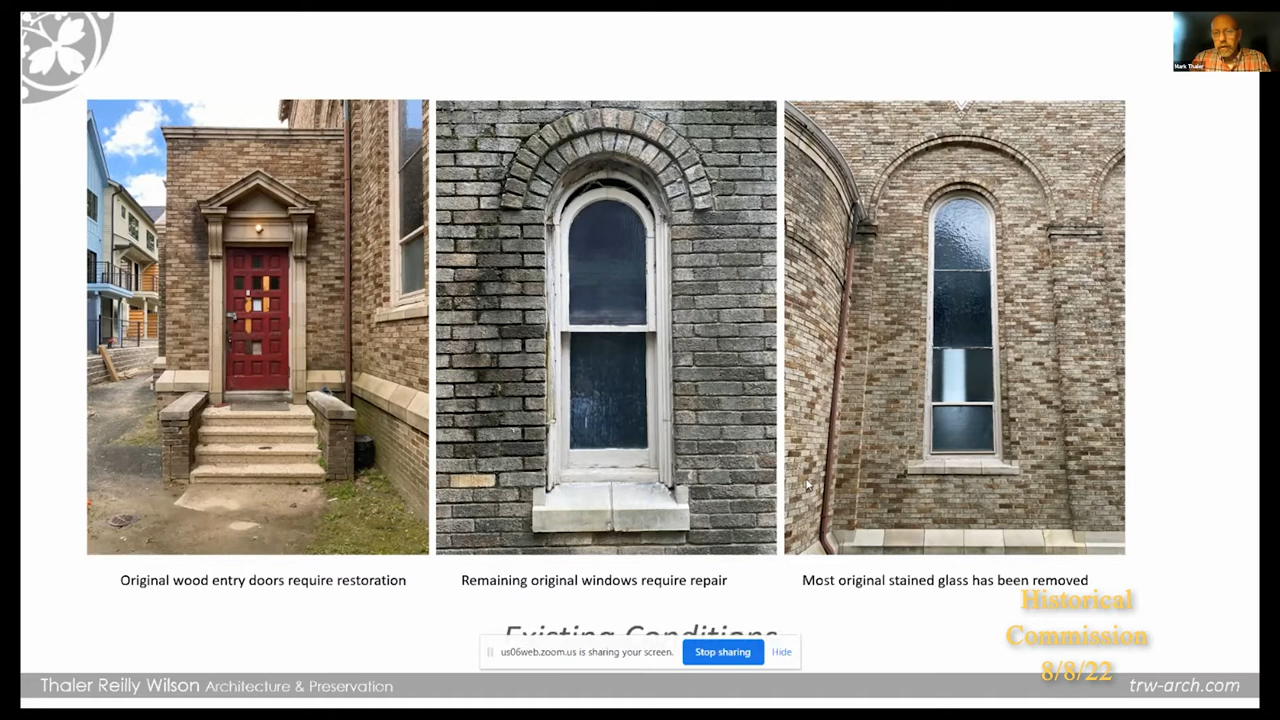 Mark Thaler
Original wood entry doors require restoration
Remaining original windows require repair
Most original stained glass has been removed
Historical
Commission
8/8/22
Existing Conditions
us06web.zoom.us is sharing your screen.
Stop sharing
Hide
Thaler Reilly Wilson Architecture & Preservation
trw-arch.com